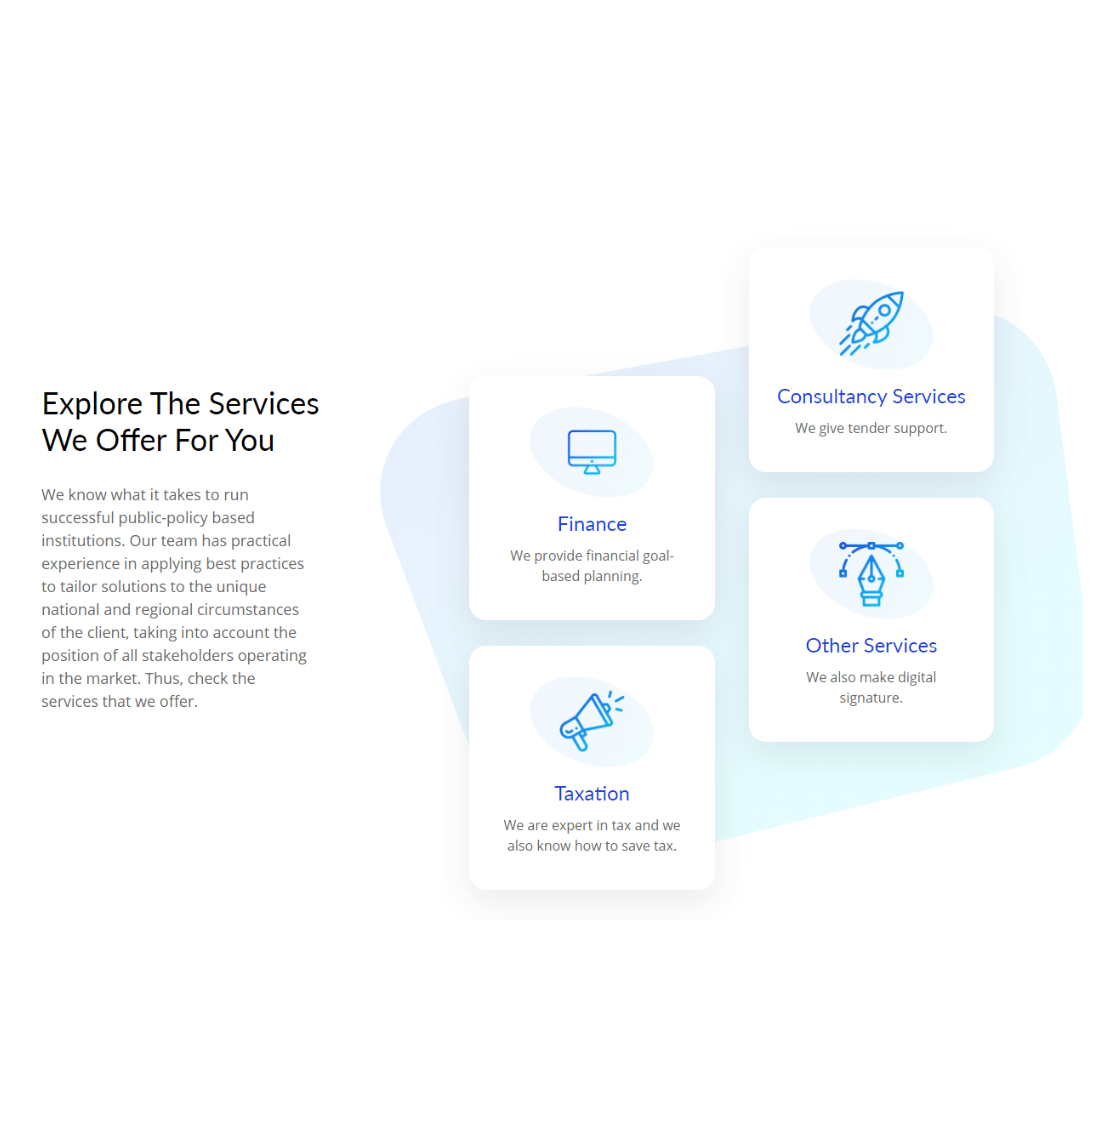 Explore The Services
We Offer For You
We know what it takes to run
successful public-policy based
institutions. Our team has practical
experience in applying best practices
to tailor solutions to the unique
national and regional circumstances
of the client, taking into account the
position of all stakeholders operating
in the market. Thus, check the
services that we offer.
Finance
We provide financial goal-
based planning.
Taxation
We are expert in tax and we
also know how to save tax.
Consultancy Services
We give tender support.
Other Services
We also make digital
signature.